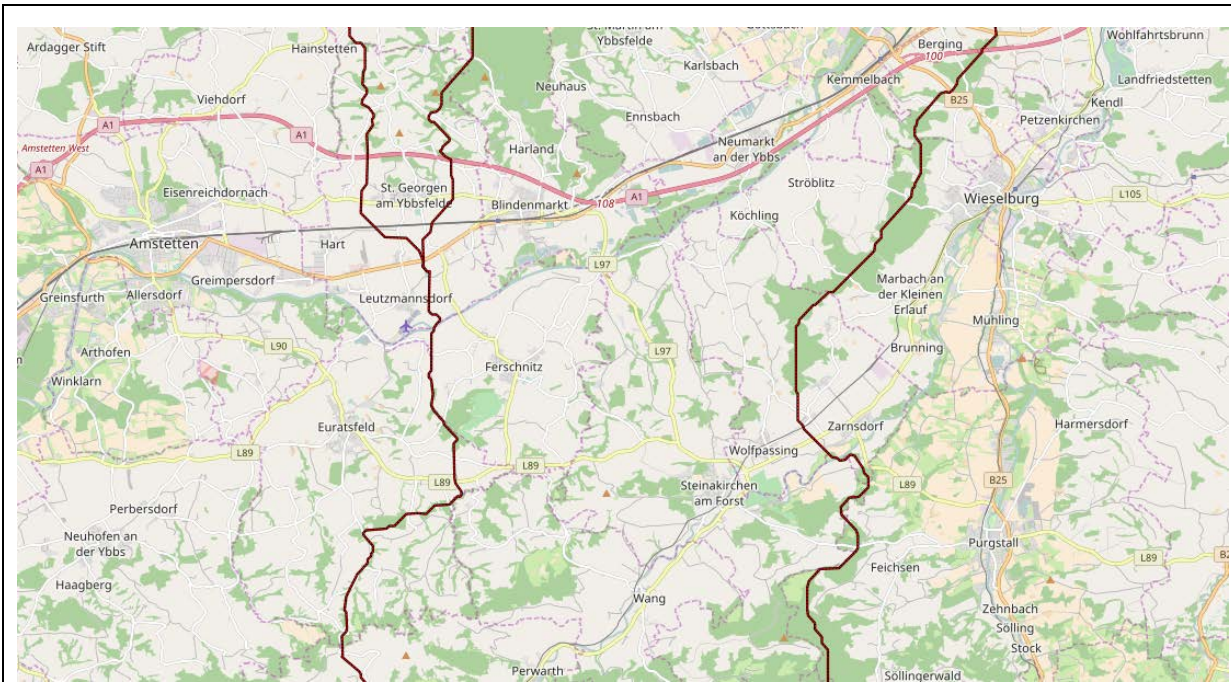 St. Martin am
Ybbsfelde
Ardagger Stift
Hainstetten
Berging
Wohlfahrtsbrunn
Karlsbach
100
Kemmelbach
Landfriedstetten
Neuhaus
Viehdorf
B25
Kendl
Ennsbach
Petzenkirchen
A1
A1
Amstetten West
Neumarkt
an der Ybbs
Harland
A1
Eisenreichdornach
St. Georgen
am Ybbsfelde
Ströblitz
A1
L105
Blindenmarkt
108
Wieselburg
Köchling
Amstetten
Hart
L97
Greimpersdorf
Marbach an
der Kleinen
Erlauf
Greinsfurth
Allersdorf
Leutzmannsdorf
Mühling
L90
Brunning
Arthofen
L97
Ferschnitz
Winklarn
Euratsfeld
Zarnsdorf
Harmersdorf
L89
Wolfpassing
L89
L89
B25
L89
Steinakirchen
am Forst
Perbersdorf
Neuhofen an
der Ybbs
Purgstall
L89
Haagberg
Feichsen
Wang
Zehnbach
Sölling
Stock
Perwarth
Söllingerwald